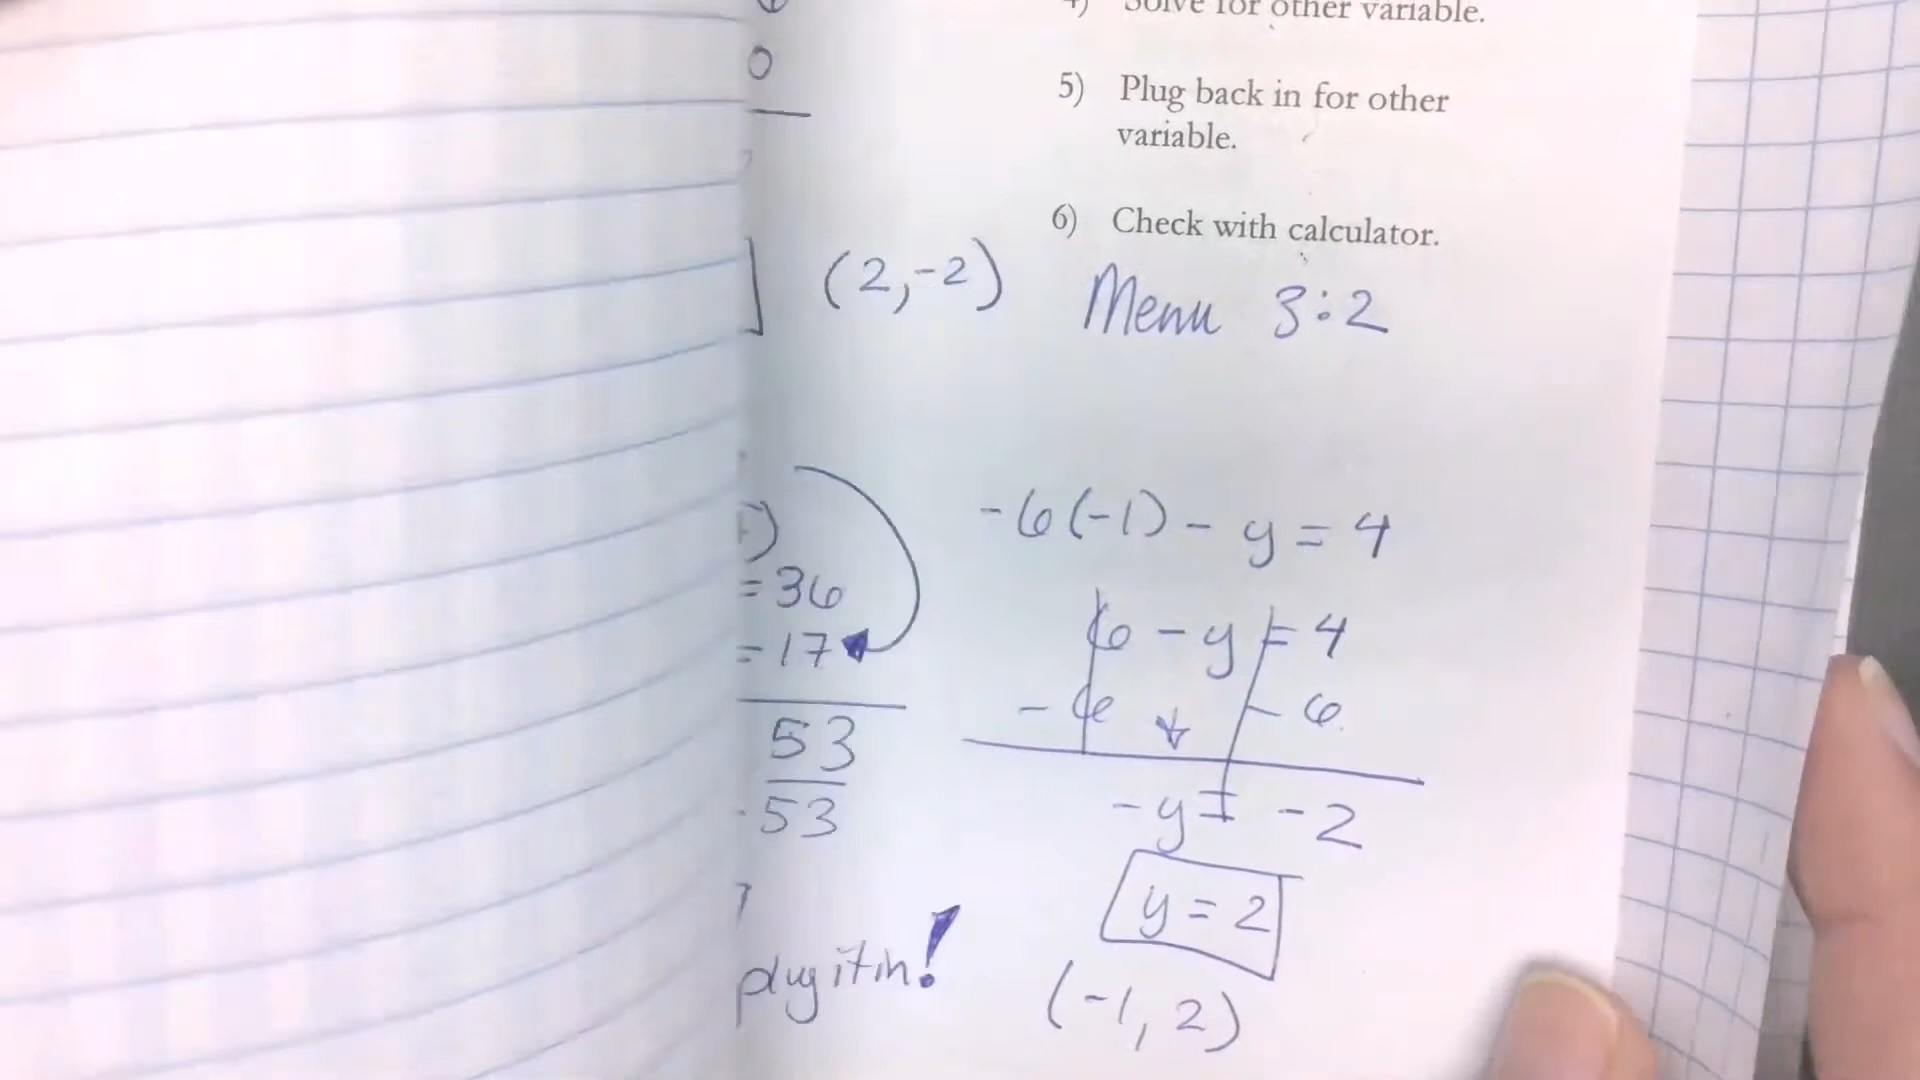 0
4) Solve for other variable.
5) Plug back in for other
variable.
6) Check with calculator.
(2,-2)
Menu 3:2
)
=36
=17
53
-53
plug it in!
-6(-1) - y = 4
6 - y = 4
- 6 - 6
-y = -2
y = 2
(-1, 2)